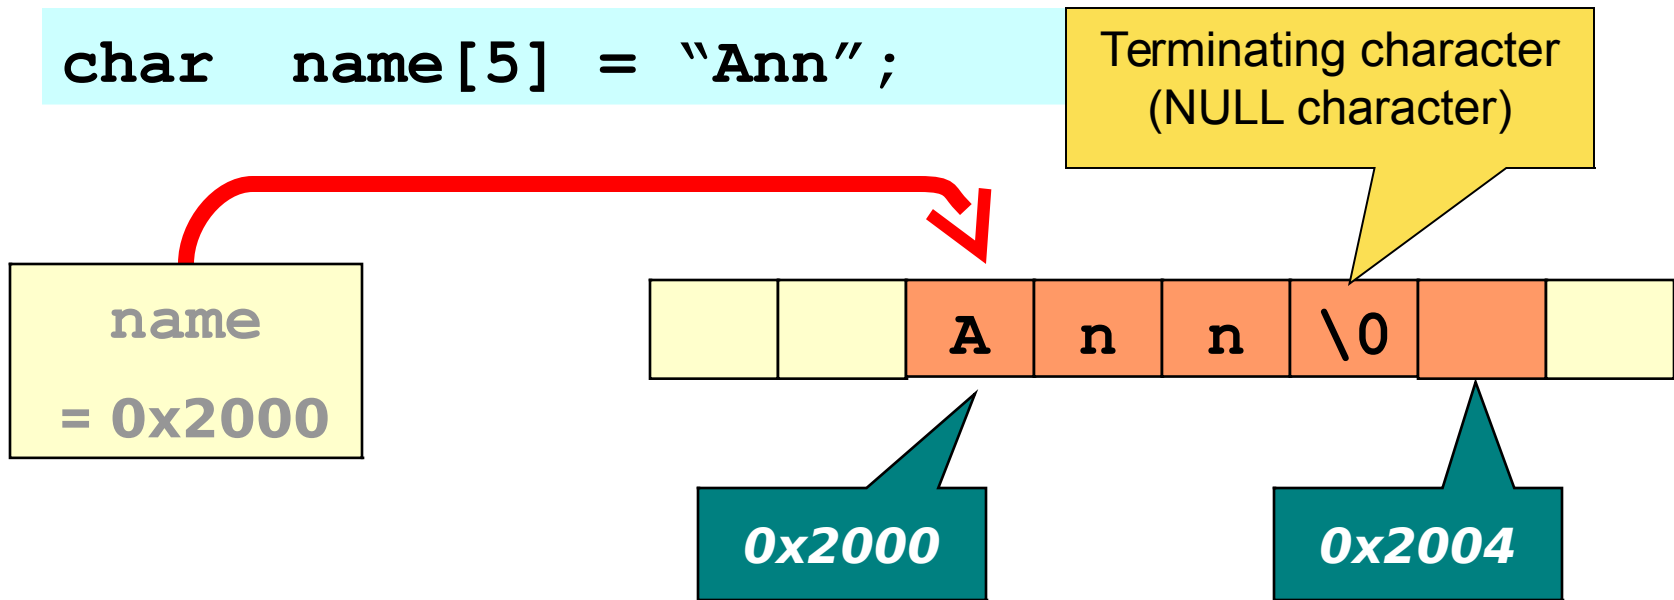 char name[5] = “Ann”;
Terminating character
(NULL character)
name
= 0x2000
A n n \0
0x2000
0x2004